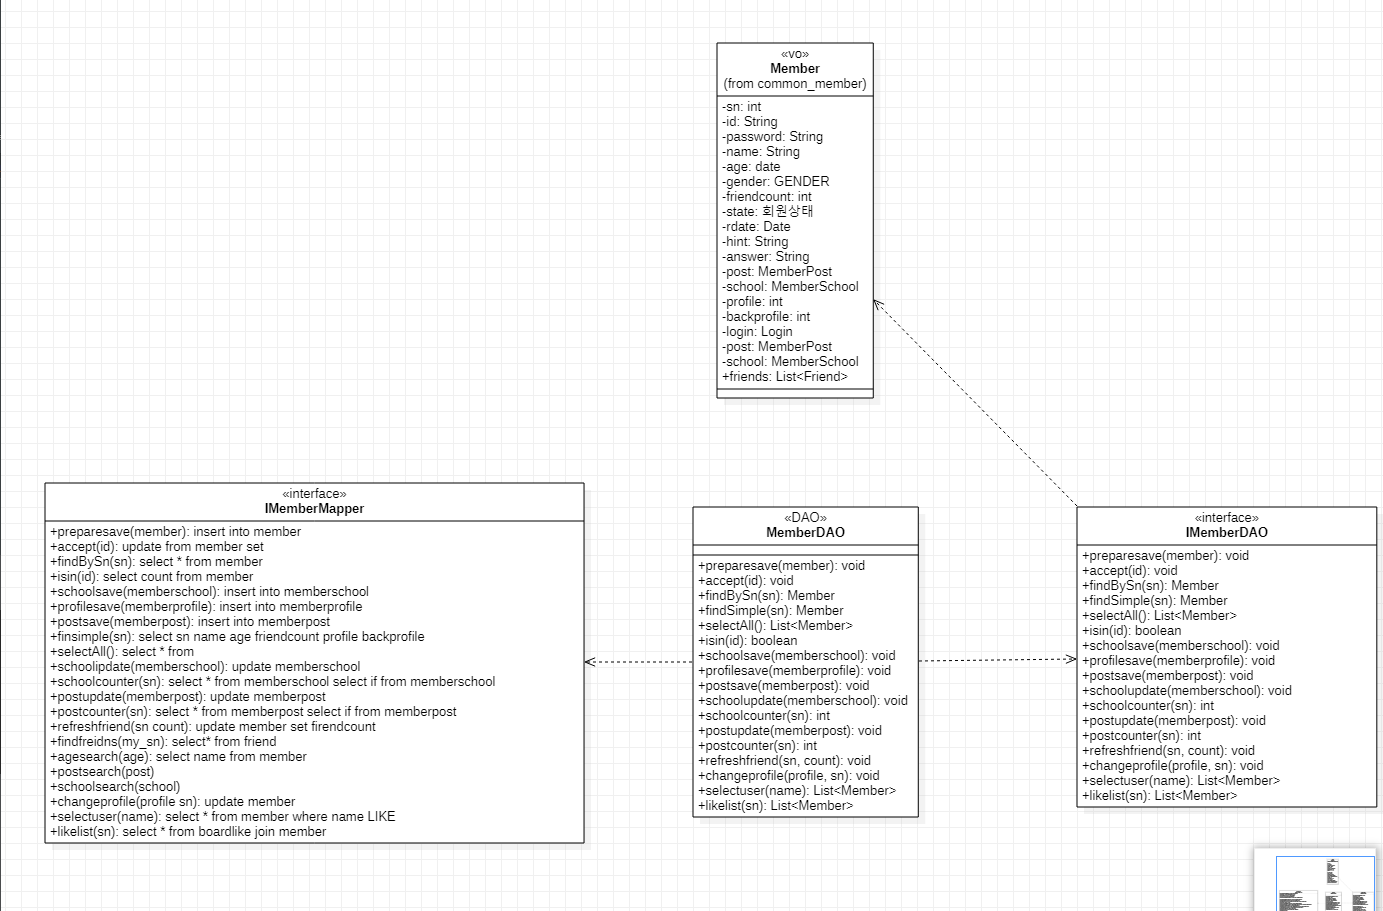 «vo»
Member
(from common_member)
-sn: int
-id: String
-password: String
-name: String
-age: date
-gender: GENDER
-friendcount: int
-state: 회원상태
-rdate: Date
-hint: String
-answer: String
-post: MemberPost
-school: MemberSchool
-profile: int
-backprofile: int
-login: Login
-post: MemberPost
-school: MemberSchool
+friends: List<Friend>
«interface»
IMemberMapper
+preparesave(member): insert into member
+accept(id): update from member set
+findBySn(sn): select * from member
+isin(id): select count from member
+schoolsave(memberschool): insert into memberschool
+profilesave(memberprofile): insert into memberprofile
+postsave(memberpost): insert into memberpost
+finsimple(sn): select sn name age friendcount profile backprofile
+selectAll(): select * from
+schoolipdate(memberschool): update memberschool
+schoolcounter(sn): select * from memberschool select if from memberschool
+postupdate(memberpost): update memberpost
+postcounter(sn): select * from memberpost select if from memberpost
+refreshfriend(sn count): update member set firendcount
+findfreidns(my_sn): select* from friend
+agesearch(age): select name from member
+postsearch(post)
+schoolsearch(school)
+changeprofile(profile sn): update member
+selectuser(name): select * from member where name LIKE
+likelist(sn): select * from boardlike join member
«DAO»
MemberDAO
+preparesave(member): void
+accept(id): void
+findBySn(sn): Member
+findSimple(sn): Member
+selectAll(): List<Member>
+isin(id): boolean
+schoolsave(memberschool): void
+profilesave(memberprofile): void
+postsave(memberpost): void
+schoolupdate(memberschool): void
+schoolcounter(sn): int
+postupdate(memberpost): void
+postcounter(sn): int
+refreshfriend(sn, count): void
+changeprofile(profile, sn): void
+selectuser(name): List<Member>
+likelist(sn): List<Member>
«interface»
IMemberDAO
+preparesave(member): void
+accept(id): void
+findBySn(sn): Member
+findSimple(sn): Member
+selectAll(): List<Member>
+isin(id): boolean
+schoolsave(memberschool): void
+profilesave(memberprofile): void
+postsave(memberpost): void
+schoolupdate(memberschool): void
+schoolcounter(sn): int
+postupdate(memberpost): void
+postcounter(sn): int
+refreshfriend(sn, count): void
+changeprofile(profile, sn): void
+selectuser(name): List<Member>
+likelist(sn): List<Member>